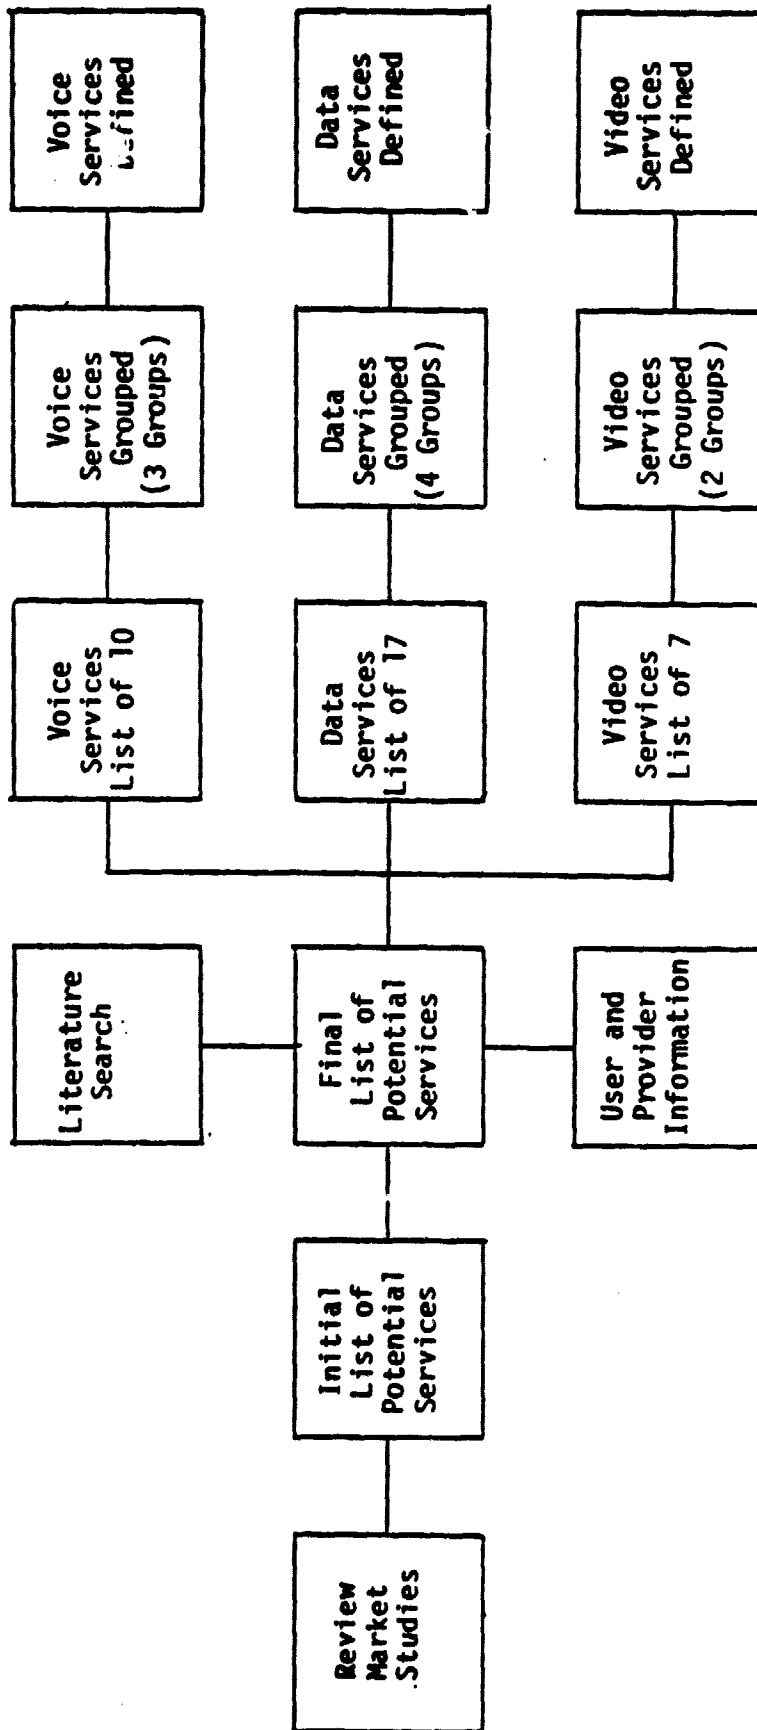 Review
Market
Studies
Initial
List of
Potential
Services
Literature
Search
Final
List of
Potential
Services
User and
Provider
Information
Voice
Services
List of 10
Voice
Services
Grouped
(3 Groups)
Voice
Services
Defined
Data
Services
List of 17
Data
Services
Grouped
(4 Groups)
Data
Services
Defined
Video
Services
List of 7
Video
Services
Grouped
(2 Groups)
Video
Services
Defined